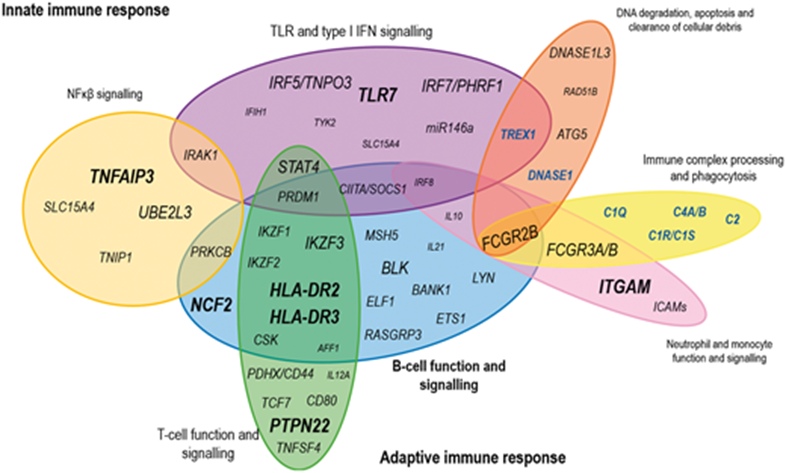 Innate immune response
TLR and type I IFN signalling
DNA degradation, apoptosis and
clearance of cellular debris
NFκβ signalling
IRF5/TNPO3
TLR7
IRF7/PHRF1
IFIH1
TYK2
SLC15A4
miR146a
IRAK1
TREX1
DNASE1L3
RAD51B
ATG5
DNASE1
Immune complex processing
and phagocytosis
TNFAIP3
SLC15A4
UBE2L3
TNIP1
STAT4
PRDM1
CIITA/SOCS1
IRF8
IL10
C1Q
C4A/B
C2
C1R/C1S
FCGR2B
FCGR3A/B
PRKCB
NCF2
IKZF1
IKZF3
IKZF2
HLA-DR2
HLA-DR3
CSK
AFF1
MSH5
IL21
BLK
LYN
BANK1
ELF1
ETS1
RASGRP3
ITGAM
ICAMs
Neutrophil and monocyte
function and signalling
B-cell function and
signalling
PDHX/CD44
IL12A
TCF7
CD80
PTPN22
TNFSF4
T-cell function and
signalling
Adaptive immune response